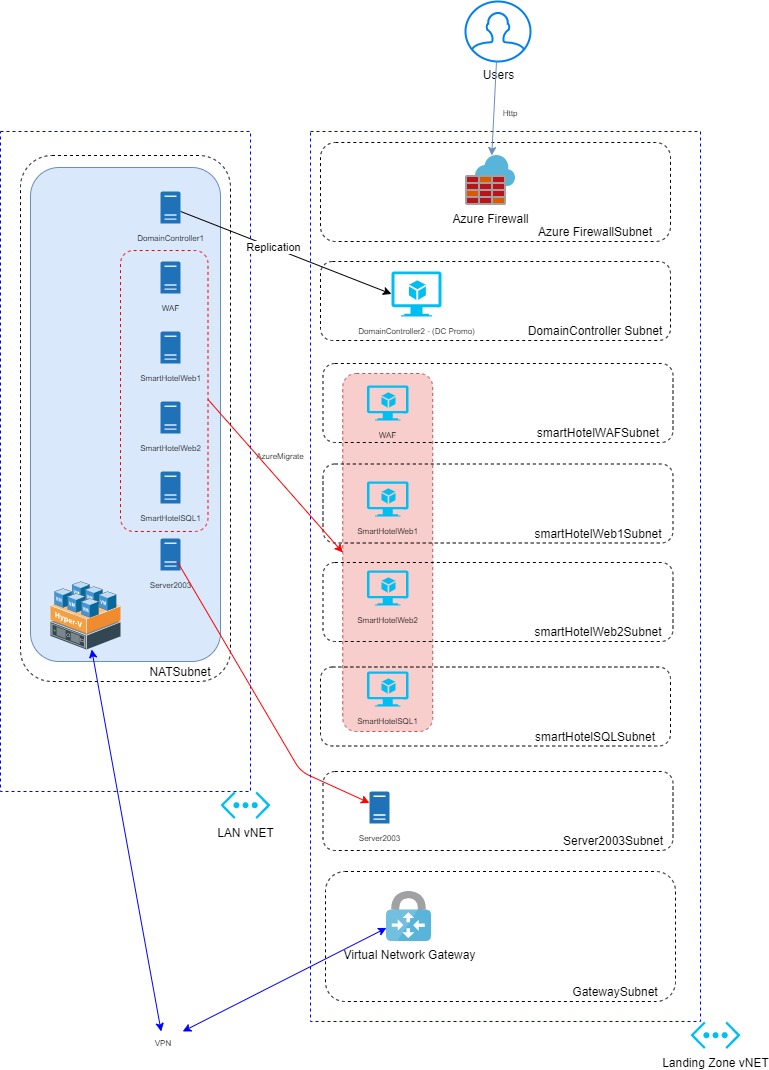 Users
Http
Azure Firewall
Azure FirewallSubnet
DomainController1
Replication
DomainController2 - (DC Promo)
DomainController Subnet
WAF
SmartHotelWeb1
SmartHotelWeb2
SmartHotelSQL1
AzureMigrate
WAF
smartHotelWAFSubnet
SmartHotelWeb1
smartHotelWeb1Subnet
SmartHotelWeb2
smartHotelWeb2Subnet
SmartHotelSQL1
smartHotelSQLSubnet
Server2003
Hyper-V
NATSubnet
LAN vNET
Server2003
Server2003Subnet
Virtual Network Gateway
GatewaySubnet
VPN
Landing Zone vNET